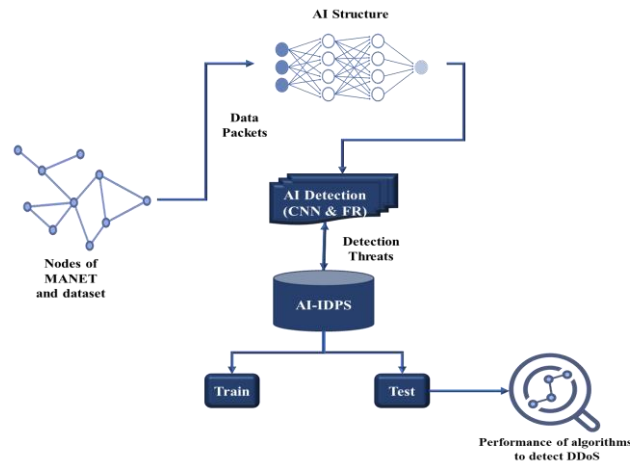 AI Structure
Data
Packets
AI Detection
(CNN & FR)
Nodes of
MANET
and dataset
Detection
Threats
AI-IDPS
Train
Test
Performance of algorithms
to detect DDoS